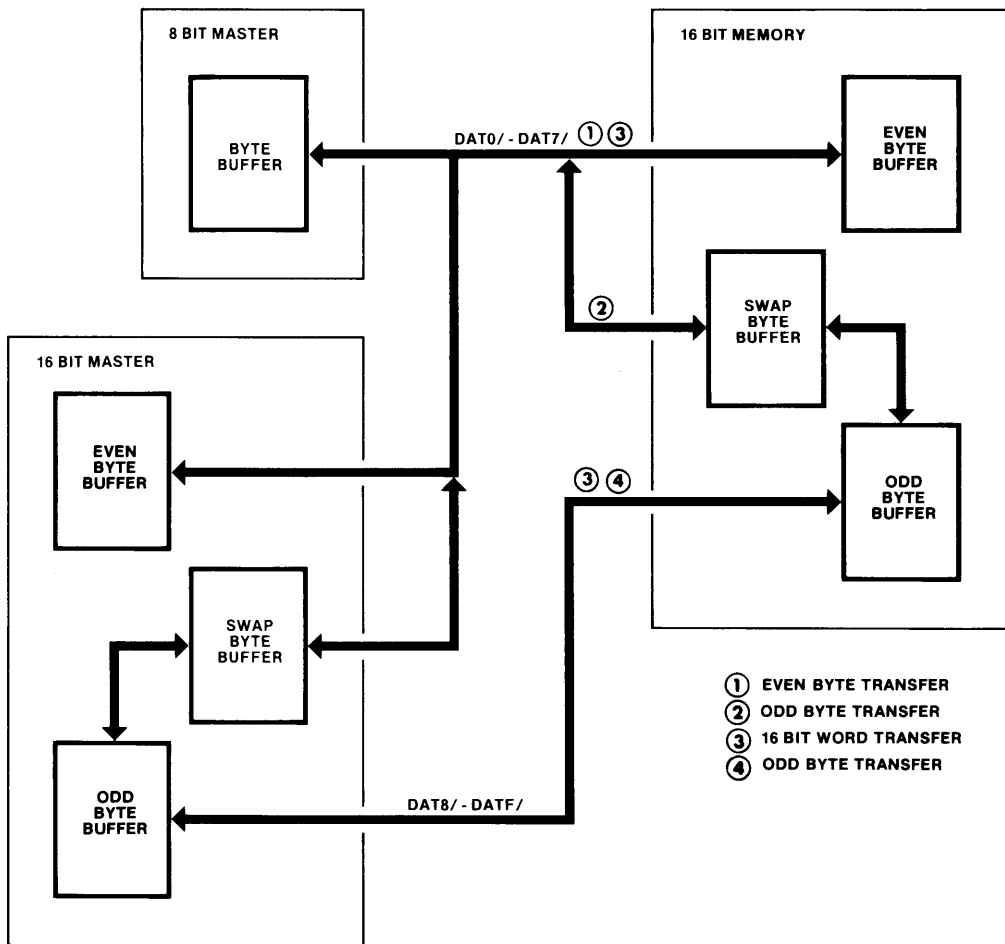 8 BIT MASTER
BYTE
BUFFER
16 BIT MEMORY
EVEN
BYTE
BUFFER
DAT0/ - DAT7/ ① ③
②
SWAP
BYTE
BUFFER
ODD
BYTE
BUFFER
16 BIT MASTER
EVEN
BYTE
BUFFER
③ ④
SWAP
BYTE
BUFFER
ODD
BYTE
BUFFER
DAT8/ - DATF/
① EVEN BYTE TRANSFER
② ODD BYTE TRANSFER
③ 16 BIT WORD TRANSFER
④ ODD BYTE TRANSFER